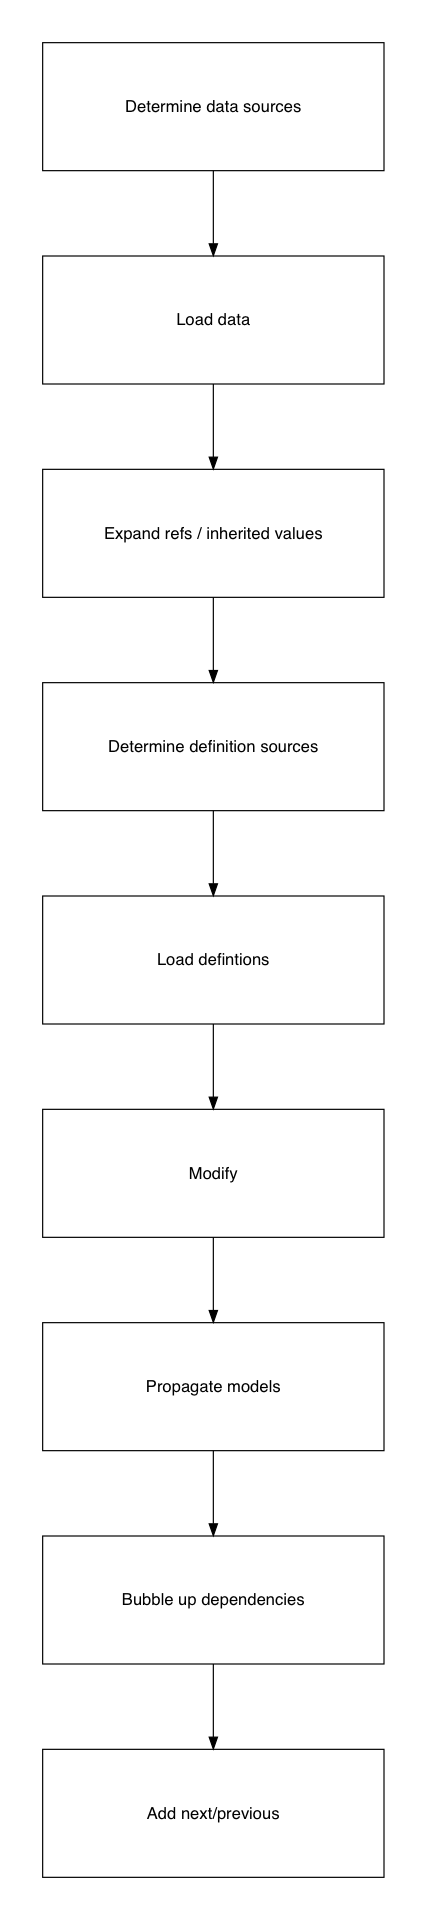 Determine data sources
Load data
Expand refs / inherited values
Determine definition sources
Load defintions
Modify
Propagate models
Bubble up dependencies
Add next/previous